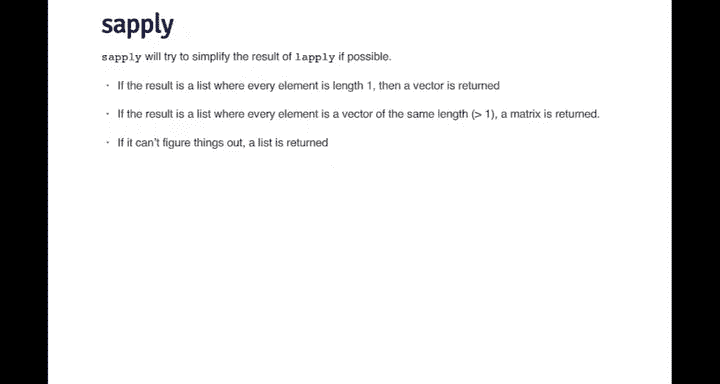 sapply
sapply will try to simplify the result of lapply if possible.
· If the result is a list where every element is length 1, then a vector is returned
· If the result is a list where every element is a vector of the same length (> 1), a matrix is returned.
· If it can't figure things out, a list is returned